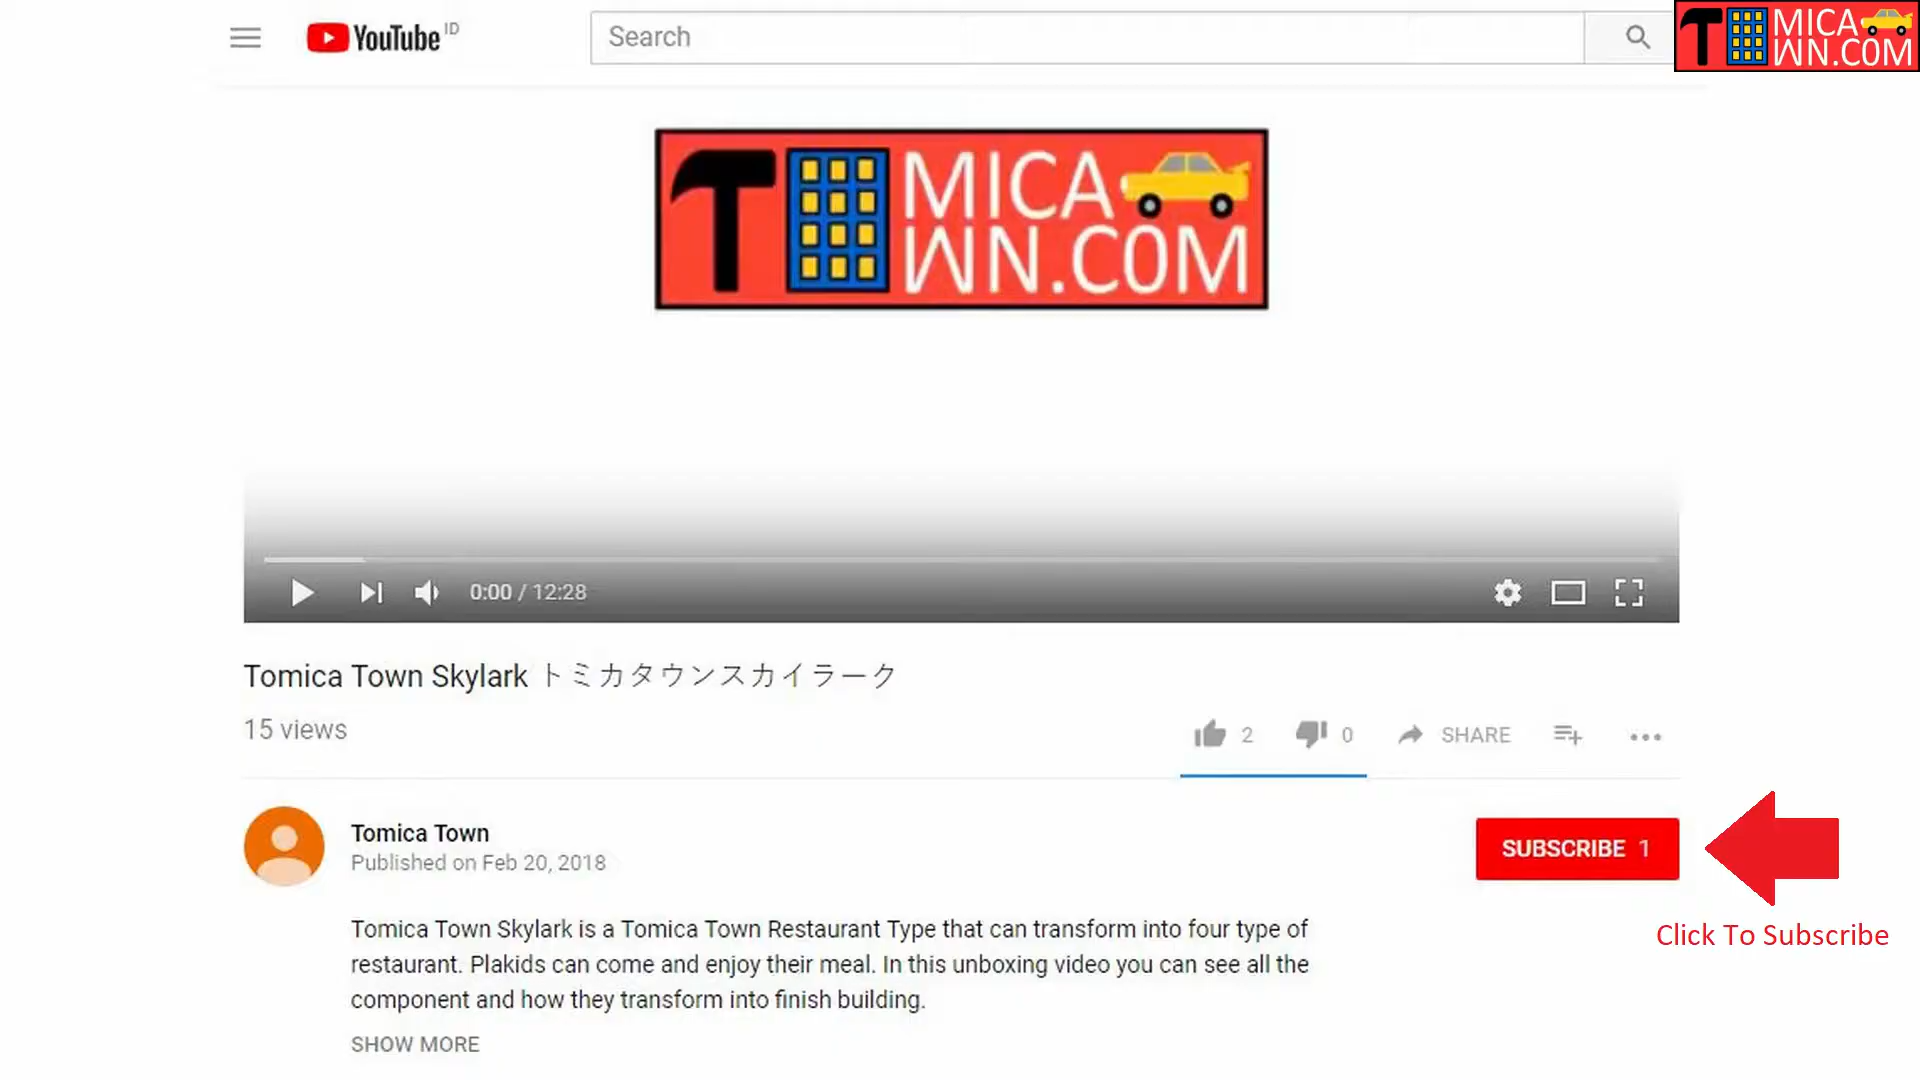 YouTube ID
Search
TOMICA
TOWN.COM
TOMICA
TOWN.COM
0:00 / 12:28
Tomica Town Skylark トミカタウンスカイラーク
15 views
2 0 SHARE
Tomica Town
Published on Feb 20, 2018
SUBSCRIBE 1
Click To Subscribe
Tomica Town Skylark is a Tomica Town Restaurant Type that can transform into four type of
restaurant. Plakids can come and enjoy their meal. In this unboxing video you can see all the
component and how they transform into finish building.
SHOW MORE